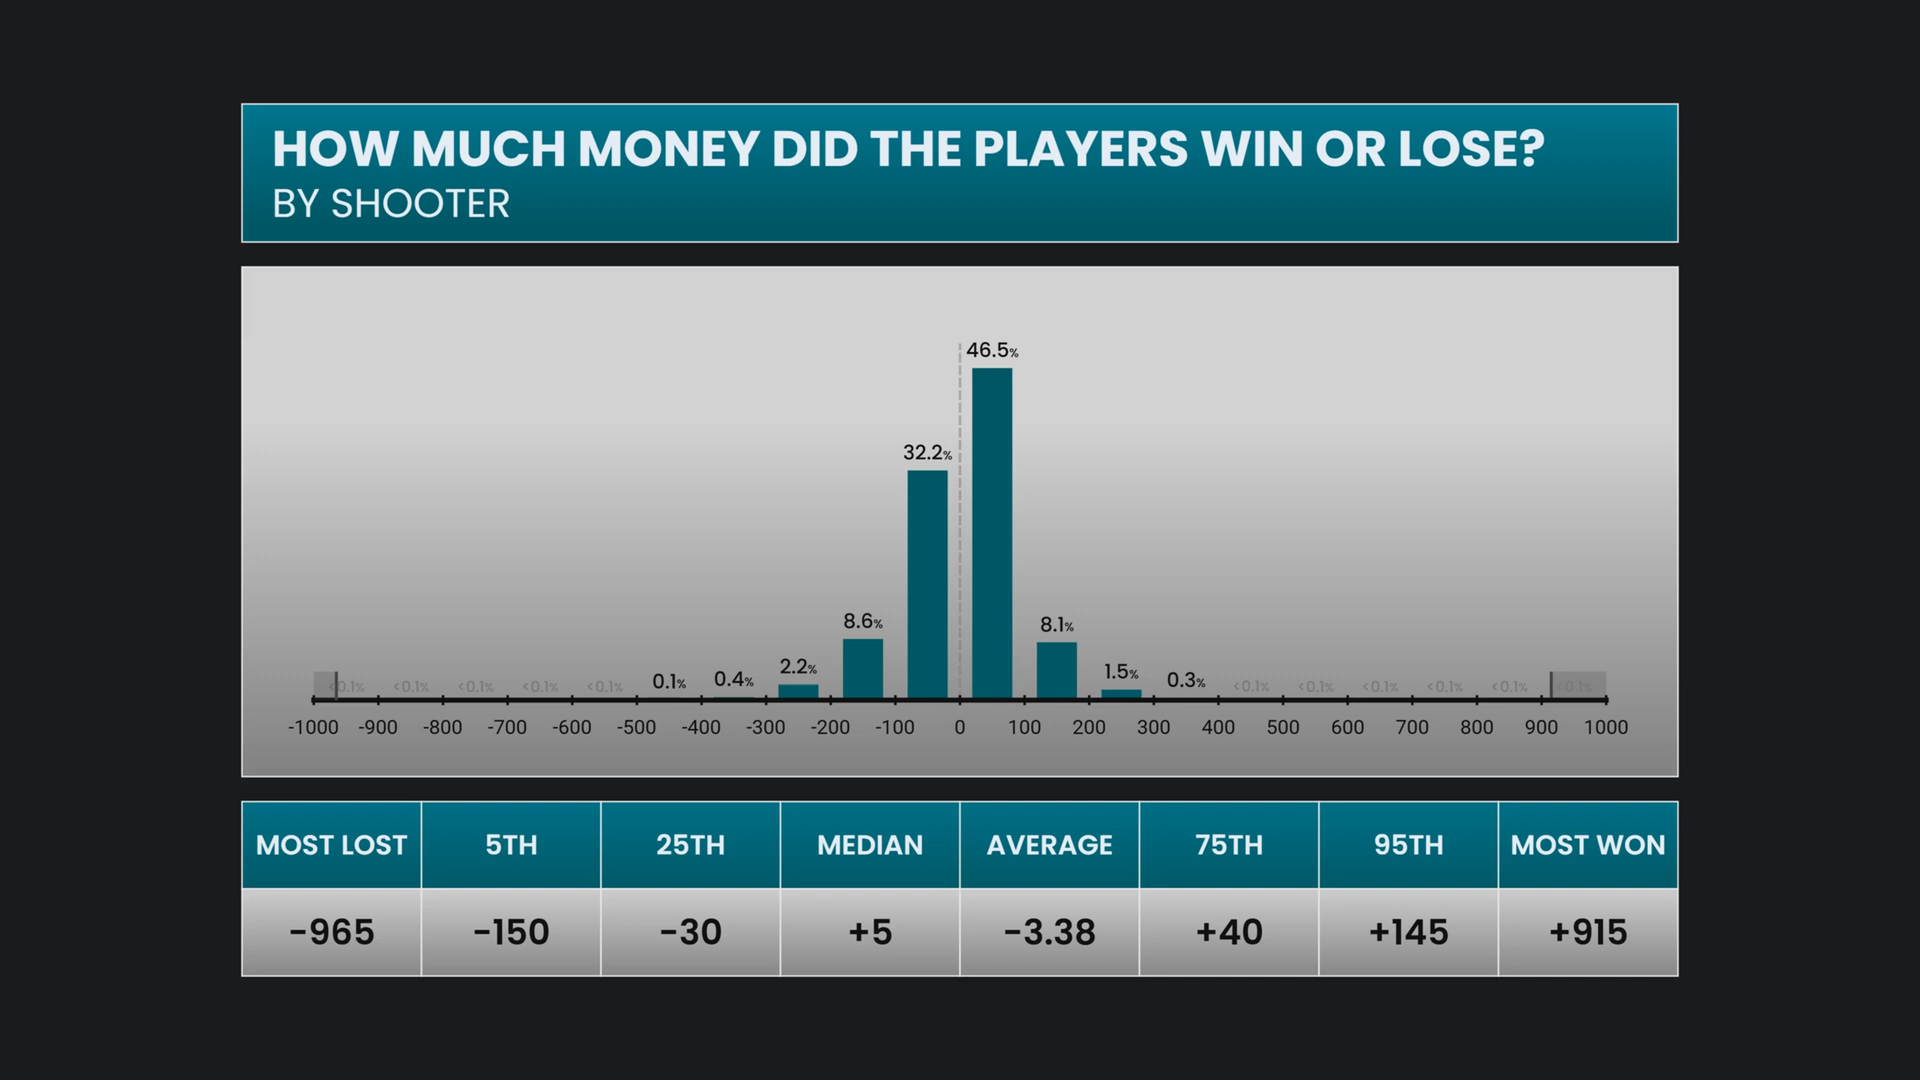 HOW MUCH MONEY DID THE PLAYERS WIN OR LOSE?
BY SHOOTER
46.5%
32.2%
8.6%
8.1%
2.2%
1.5%
0.4%
0.3%
0.1%
<0.1% <0.1% <0.1% <0.1% <0.1% <0.1% <0.1% <0.1% <0.1% <0.1% <0.1%
-1000 -900 -800 -700 -600 -500 -400 -300 -200 -100 0 100 200 300 400 500 600 700 800 900 1000
MOST LOST 5TH 25TH MEDIAN AVERAGE 75TH 95TH MOST WON
-965 -150 -30 +5 -3.38 +40 +145 +915